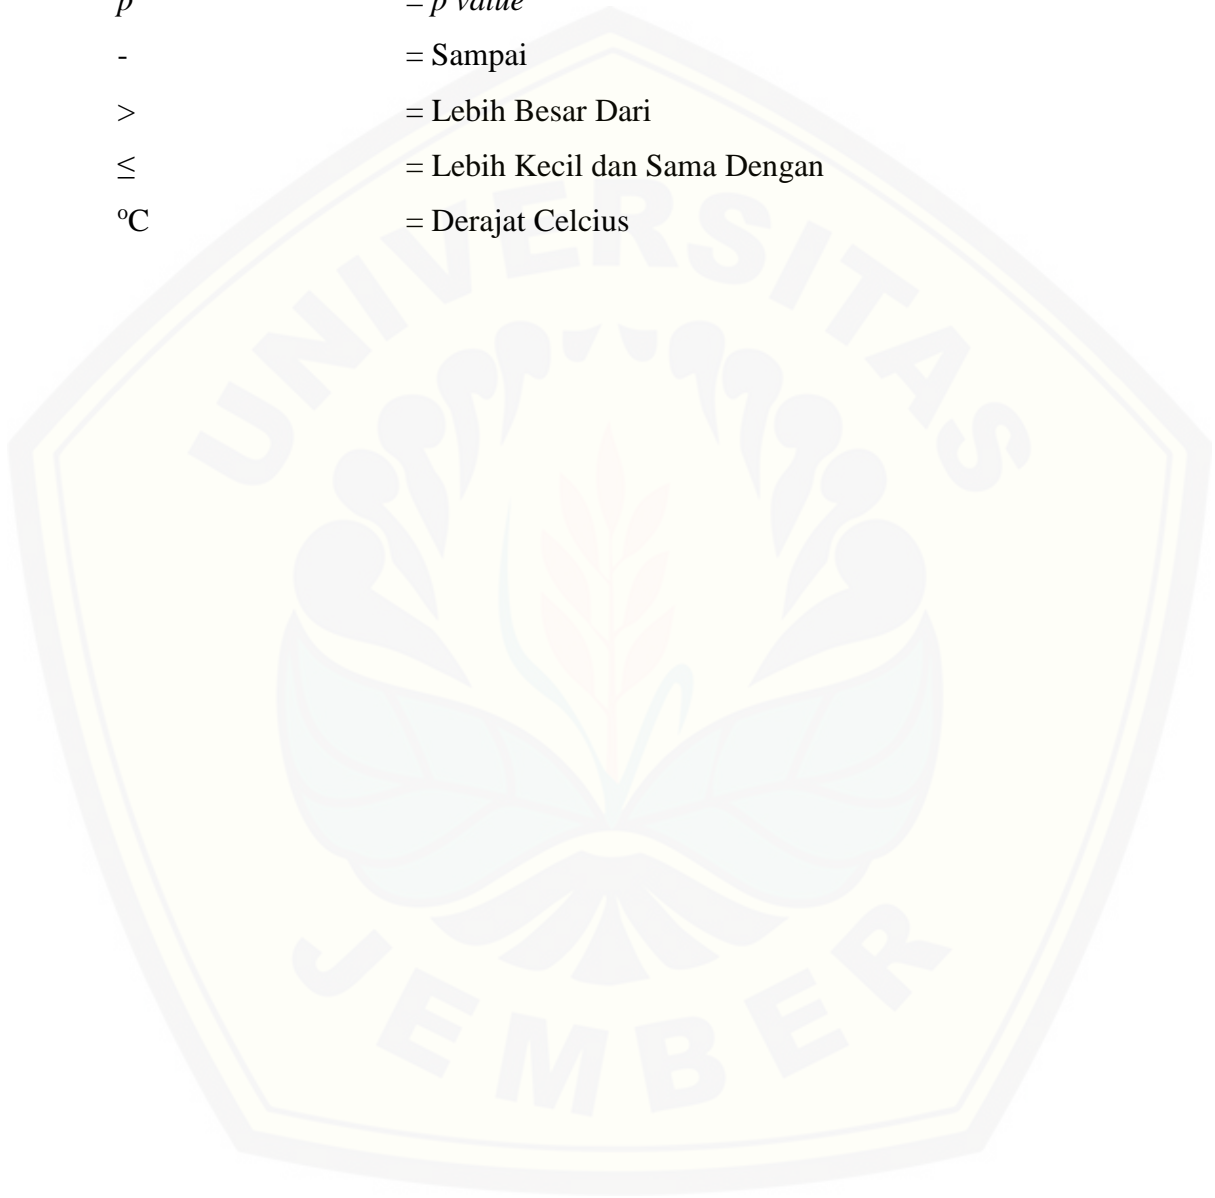 p = p value
- = Sampai
> = Lebih Besar Dari
≤ = Lebih Kecil dan Sama Dengan
ºC = Derajat Celcius
UNIVERSITAS
JEMBER